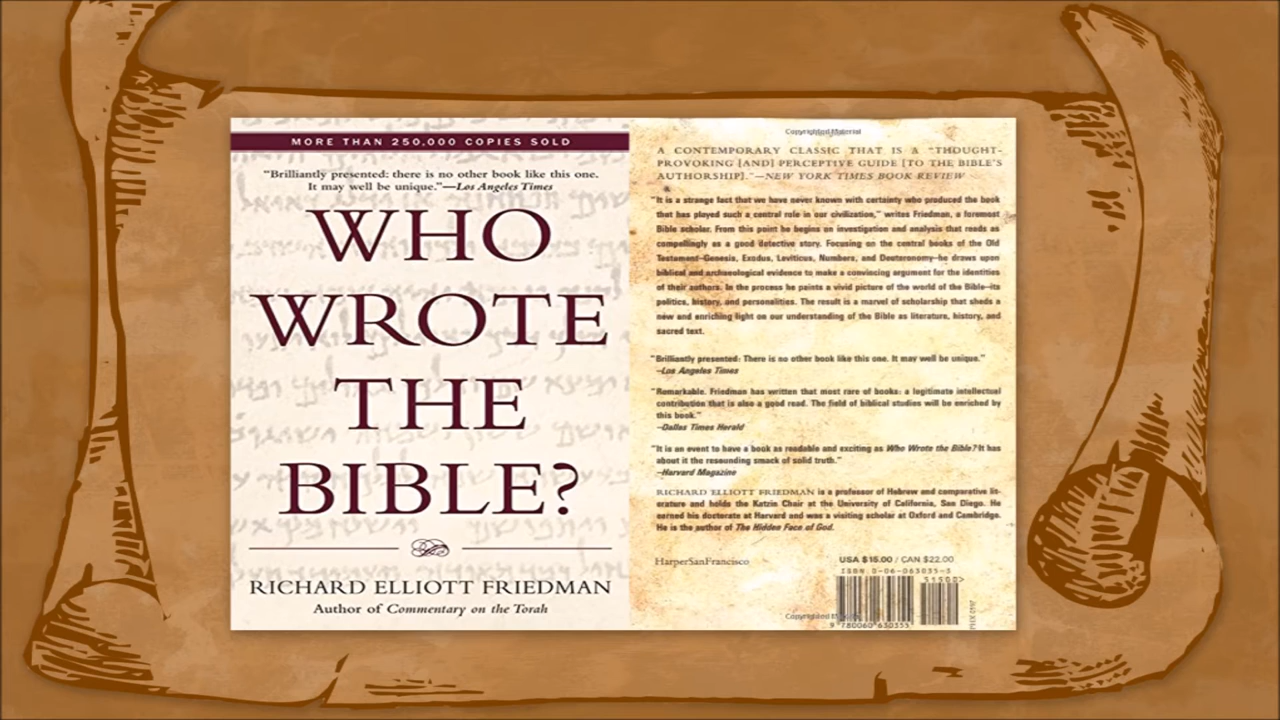 MORE THAN 250,000 COPIES SOLD
"Brilliantly presented: there is no other book like this one.
It may well be unique."—Los Angeles Times
WHO
WROTE
THE
BIBLE?
RICHARD ELLIOTT FRIEDMAN
Author of Commentary on the Torah
Copyrighted Material
A CONTEMPORARY CLASSIC THAT IS A "THOUGHT-
PROVOKING [AND] PERCEPTIVE GUIDE [TO THE BIBLE'S
AUTHORSHIP]."—NEW YORK TIMES BOOK REVIEW
"It is a strange fact that we have never known with certainty who produced the book
that has played such a central role in our civilization," writes Friedman, a foremost
Bible scholar. From this point he begins an investigation and analysis that reads as
compellingly as a good detective story. Focusing on the central books of the Old
Testament–Genesis, Exodus, Leviticus, Numbers, and Deuteronomy–he draws upon
biblical and archaeological evidence to make a convincing argument for the identities
of their authors. In the process he paints a vivid picture of the world of the Bible–its
politics, history, and personalities. The result is a marvel of scholarship that sheds a
new and enriching light on our understanding of the Bible as literature, history, and
sacred text.
"Brilliantly presented: There is no other book like this one. It may well be unique."
–Los Angeles Times
"Remarkable. Friedman has written that most rare of books: a legitimate intellectual
contribution that is also a good read. The field of biblical studies will be enriched by
this book."
–Dallas Times Herald
"It is an event to have a book as readable and exciting as Who Wrote the Bible? It has
about it the resounding smack of solid truth."
–Harvard Magazine
RICHARD ELLIOTT FRIEDMAN is a professor of Hebrew and comparative lit-
erature and holds the Katzin Chair at the University of California, San Diego. He
earned his doctorate at Harvard and was a visiting scholar at Oxford and Cambridge.
He is the author of The Hidden Face of God.
HarperSanFrancisco
USA $15.00 / CAN $22.00
ISBN 0-06-063035-3
51500>
9 780060 630355